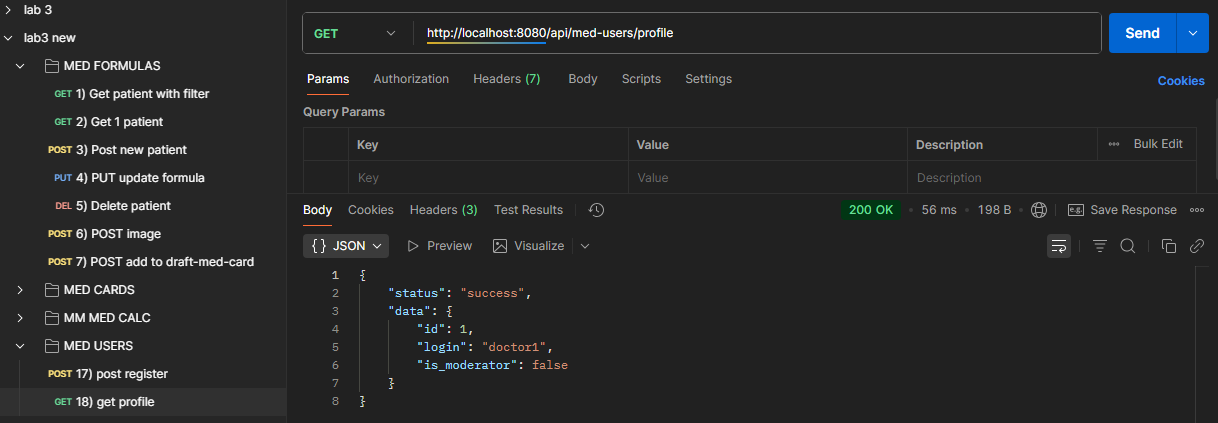 lab 3
lab3 new
MED FORMULAS
GET 1) Get patient with filter
GET 2) Get 1 patient
POST 3) Post new patient
PUT 4) PUT update formula
DEL 5) Delete patient
POST 6) POST image
POST 7) POST add to draft-med-card
MED CARDS
MM MED CALC
MED USERS
POST 17) post register
GET 18) get profile
GET http://localhost:8080/api/med-users/profile Send
Params Authorization Headers (7) Body Scripts Settings Cookies
Query Params
Key Value Description ••• Bulk Edit
Key Value Description
Body Cookies Headers (3) Test Results 200 OK • 56 ms • 198 B • e.g. Save Response •••
{} JSON Preview Visualize
1 {
2 "status": "success",
3 "data": {
4 "id": 1,
5 "login": "doctor1",
6 "is_moderator": false
7 }
8 }